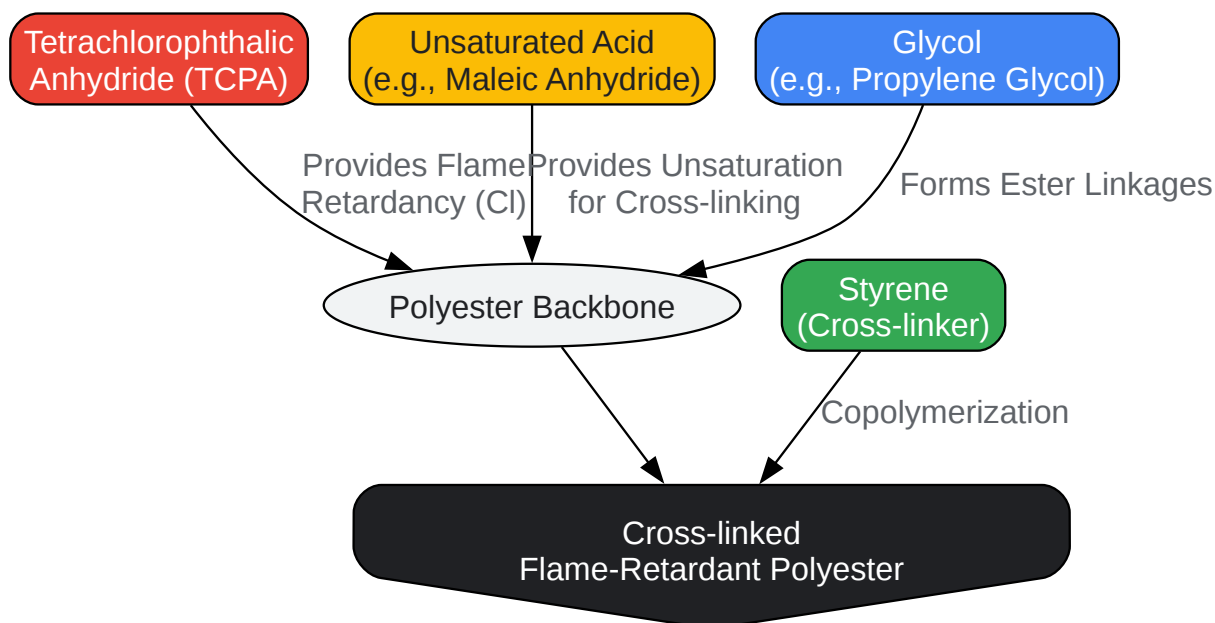 Tetrachlorophthalic
Anhydride (TCPA)
Unsaturated Acid
(e.g., Maleic Anhydride)
Glycol
(e.g., Propylene Glycol)
Provides Flame
Retardancy (Cl)
Provides Unsaturation
for Cross-linking
Forms Ester Linkages
Polyester Backbone
Styrene
(Cross-linker)
Copolymerization
Cross-linked
Flame-Retardant Polyester